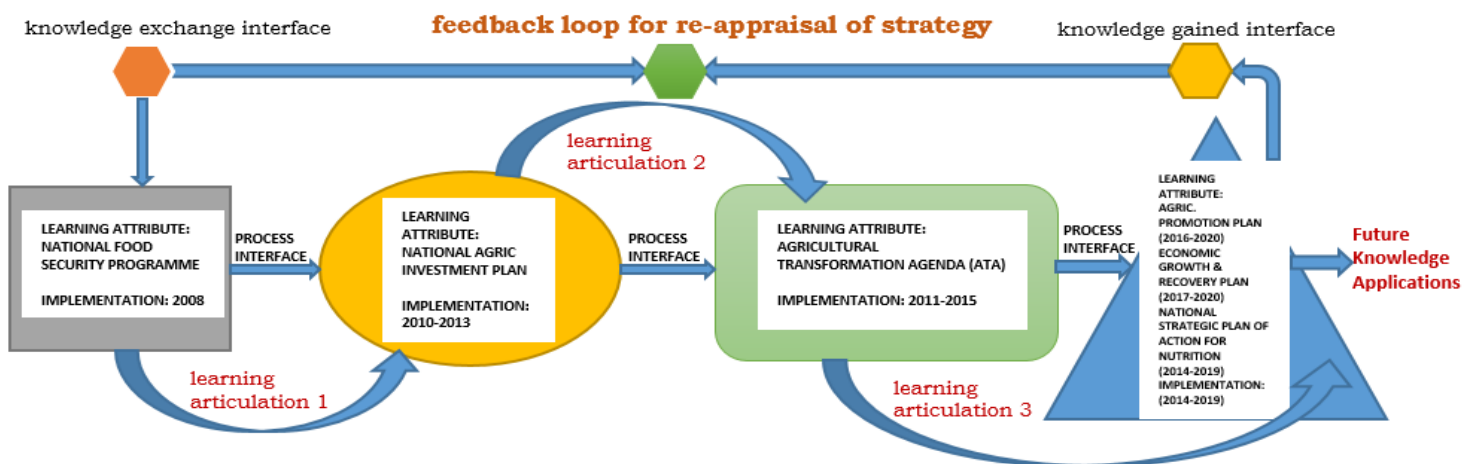 knowledge exchange interface
feedback loop for re-appraisal of strategy
knowledge gained interface
learning
articulation 2
LEARNING ATTRIBUTE:
NATIONAL FOOD
SECURITY PROGRAMME
IMPLEMENTATION: 2008
PROCESS
INTERFACE
LEARNING
ATTRIBUTE:
NATIONAL AGRIC
INVESTMENT PLAN
IMPLEMENTATION:
2010-2013
PROCESS
INTERFACE
LEARNING ATTRIBUTE:
AGRICULTURAL
TRANSFORMATION AGENDA (ATA)
IMPLEMENTATION: 2011-2015
PROCESS
INTERFACE
LEARNING
ATTRIBUTE:
AGRIC.
PROMOTION PLAN
(2016-2020)
ECONOMIC
GROWTH &
RECOVERY PLAN
(2017-2020)
NATIONAL
STRATEGIC PLAN OF
ACTION FOR
NUTRITION
(2014-2019)
IMPLEMENTATION:
(2014-2019)
Future
Knowledge
Applications
learning
articulation 1
learning
articulation 3